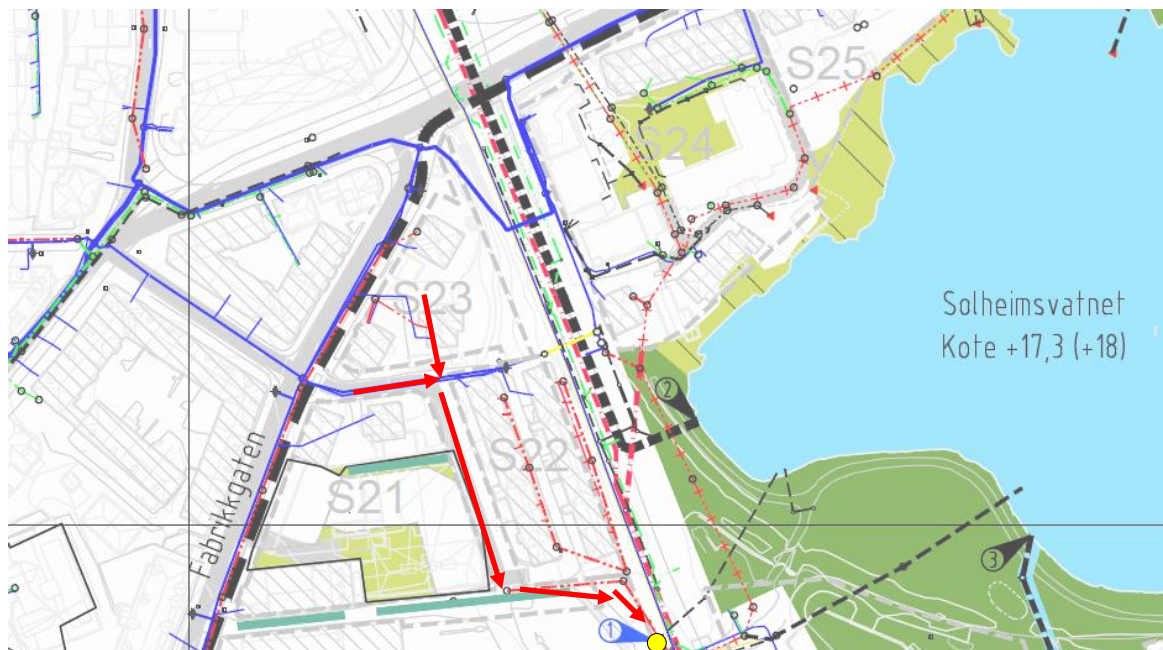 S25
S24
S23
Solheimsvatnet
Kote +17,3 (+18)
2
S22
Fabrikkgaten
S21
3
1